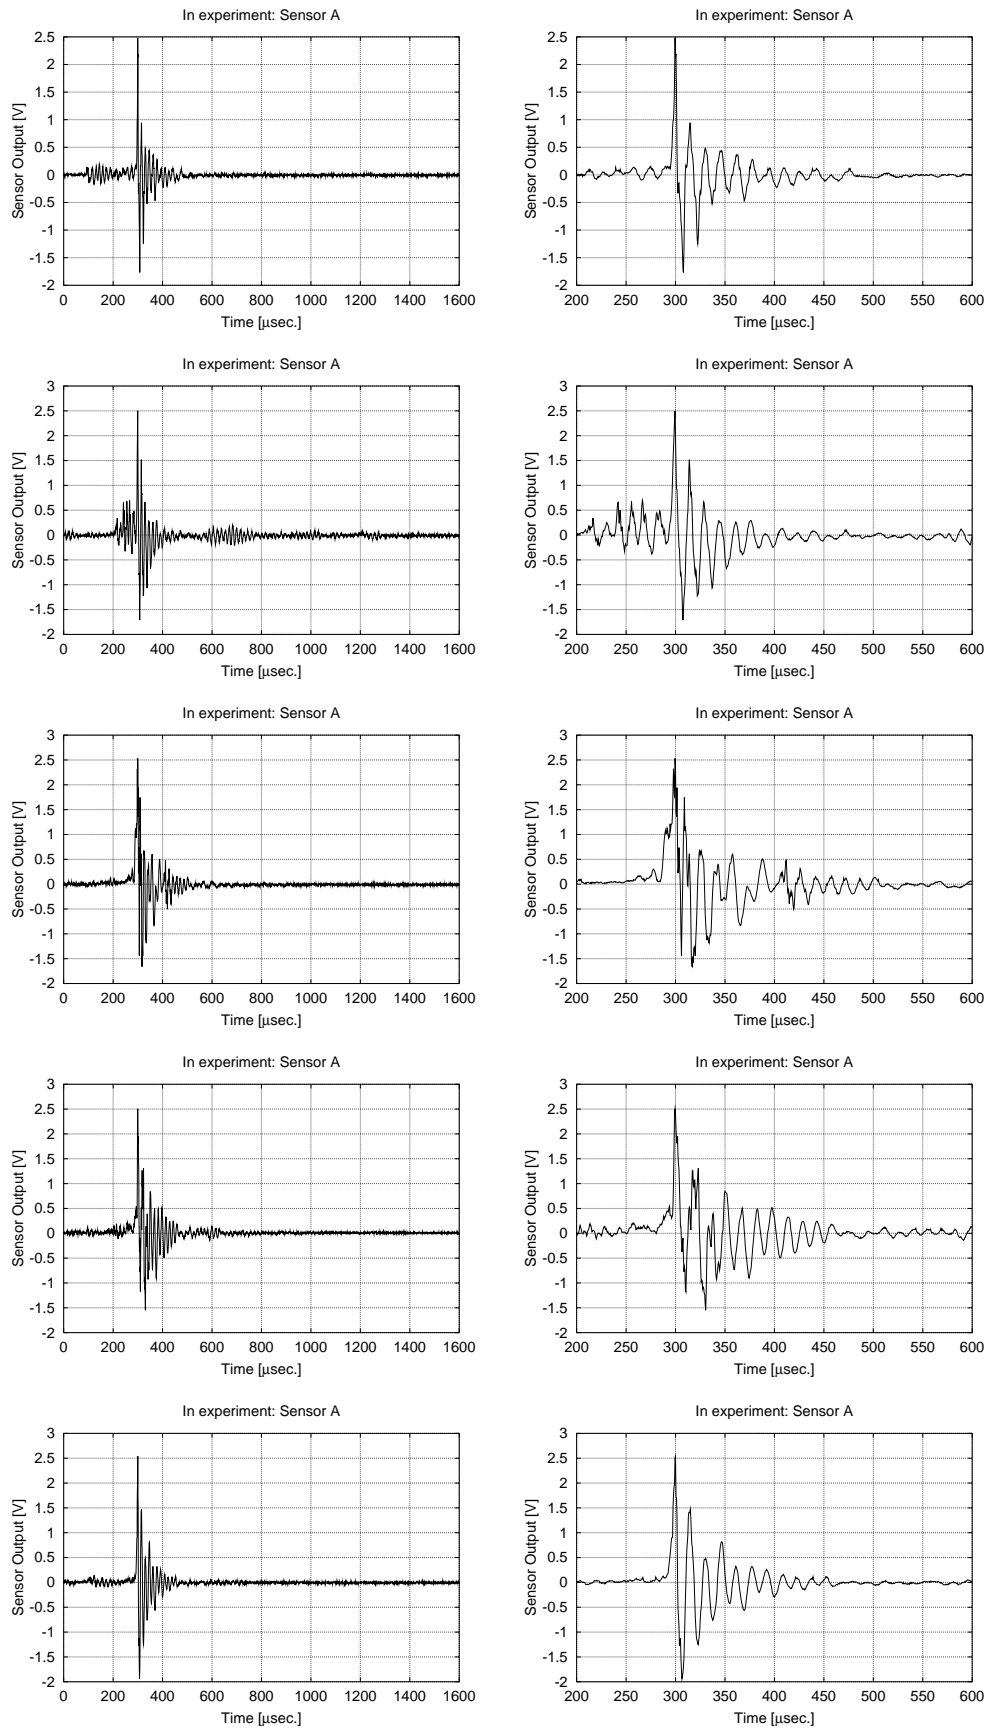 In experiment: Sensor A
Sensor Output [V]
2.5
2
1.5
1
0.5
0
-0.5
-1
-1.5
-2
0 200 400 600 800 1000 1200 1400 1600
Time [μsec.]
In experiment: Sensor A
Sensor Output [V]
2.5
2
1.5
1
0.5
0
-0.5
-1
-1.5
-2
200 250 300 350 400 450 500 550 600
Time [μsec.]
In experiment: Sensor A
Sensor Output [V]
3
2.5
2
1.5
1
0.5
0
-0.5
-1
-1.5
-2
0 200 400 600 800 1000 1200 1400 1600
Time [μsec.]
In experiment: Sensor A
Sensor Output [V]
3
2.5
2
1.5
1
0.5
0
-0.5
-1
-1.5
-2
200 250 300 350 400 450 500 550 600
Time [μsec.]
In experiment: Sensor A
Sensor Output [V]
3
2.5
2
1.5
1
0.5
0
-0.5
-1
-1.5
-2
0 200 400 600 800 1000 1200 1400 1600
Time [μsec.]
In experiment: Sensor A
Sensor Output [V]
3
2.5
2
1.5
1
0.5
0
-0.5
-1
-1.5
-2
200 250 300 350 400 450 500 550 600
Time [μsec.]
In experiment: Sensor A
Sensor Output [V]
3
2.5
2
1.5
1
0.5
0
-0.5
-1
-1.5
-2
0 200 400 600 800 1000 1200 1400 1600
Time [μsec.]
In experiment: Sensor A
Sensor Output [V]
3
2.5
2
1.5
1
0.5
0
-0.5
-1
-1.5
-2
200 250 300 350 400 450 500 550 600
Time [μsec.]
In experiment: Sensor A
Sensor Output [V]
3
2.5
2
1.5
1
0.5
0
-0.5
-1
-1.5
-2
0 200 400 600 800 1000 1200 1400 1600
Time [μsec.]
In experiment: Sensor A
Sensor Output [V]
3
2.5
2
1.5
1
0.5
0
-0.5
-1
-1.5
-2
200 250 300 350 400 450 500 550 600
Time [μsec.]